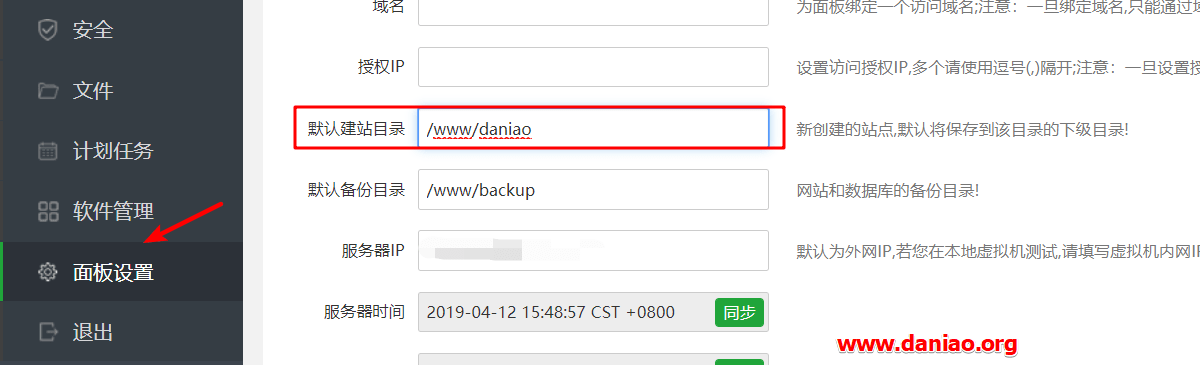 域名
为面板绑定一个访问域名;注意：一旦绑定域名,只能通过域
安全
授权IP
设置访问授权IP,多个请使用逗号(,)隔开;注意：一旦设置授
文件
默认建站目录
/www/daniao
新创建的站点,默认将保存到该目录的下级目录!
计划任务
默认备份目录
/www/backup
网站和数据库的备份目录!
软件管理
服务器IP
默认为外网IP,若您在本地虚拟机测试,请填写虚拟机内网IP
面板设置
服务器时间
2019-04-12 15:48:57 CST +0800
同步
退出
www.daniao.org